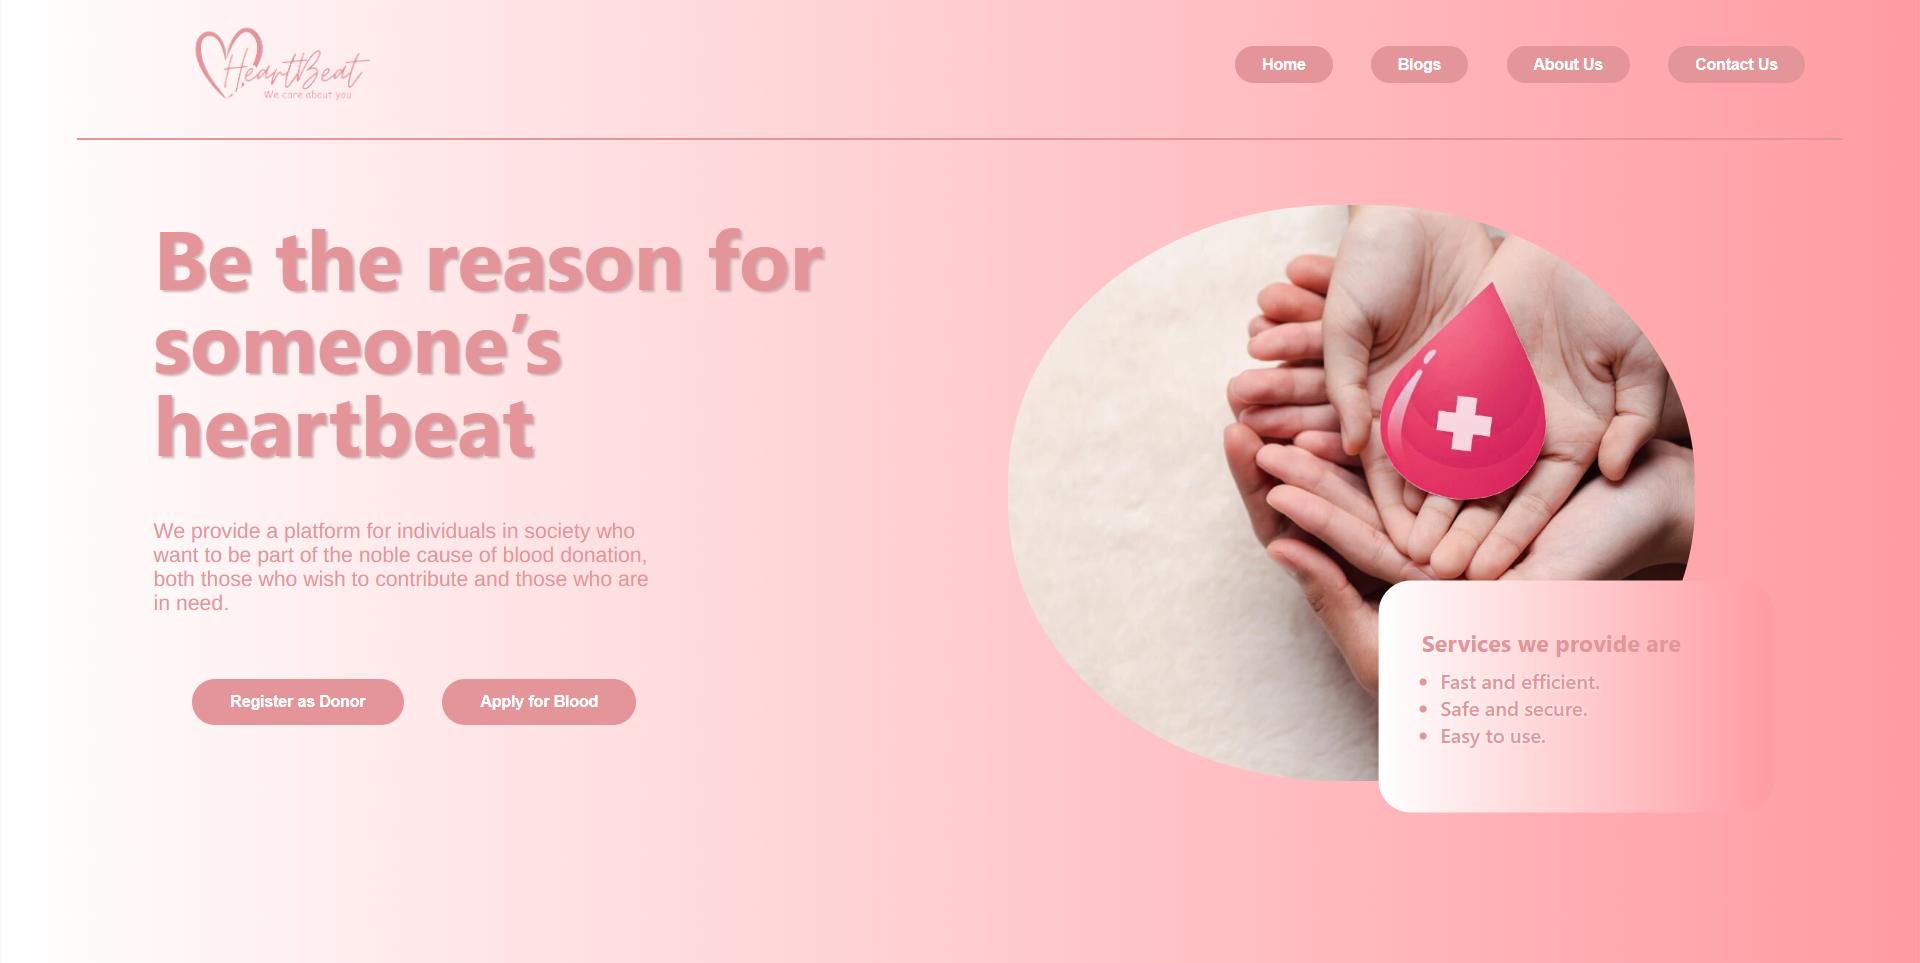 HeartBeat
We care about you
Home
Blogs
About Us
Contact Us
Be the reason for
someone’s
heartbeat
We provide a platform for individuals in society who
want to be part of the noble cause of blood donation,
both those who wish to contribute and those who are
in need.
Register as Donor
Apply for Blood
Services we provide are
• Fast and efficient.
• Safe and secure.
• Easy to use.